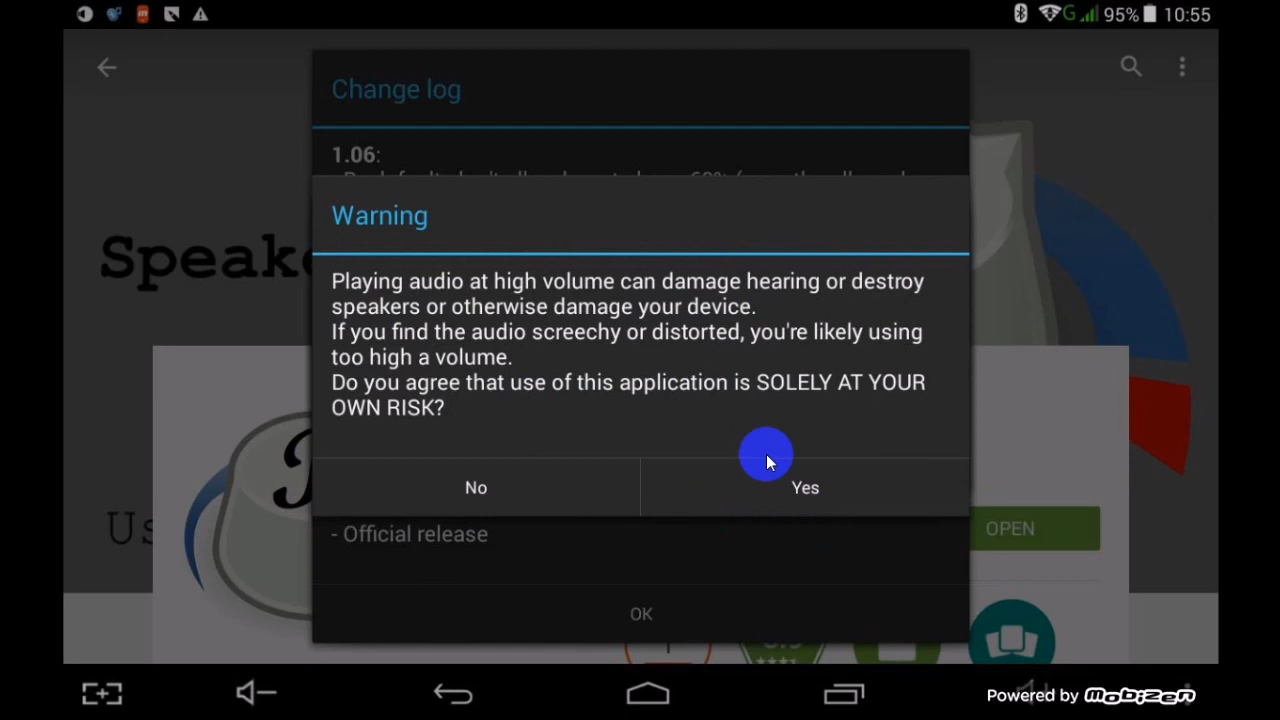 95% 10:55
Change log
1.06:
Warning
Playing audio at high volume can damage hearing or destroy
speakers or otherwise damage your device.
If you find the audio screechy or distorted, you're likely using
too high a volume.
Do you agree that use of this application is SOLELY AT YOUR
OWN RISK?
No
Yes
OPEN
- Official release
OK
Powered by Mobizen